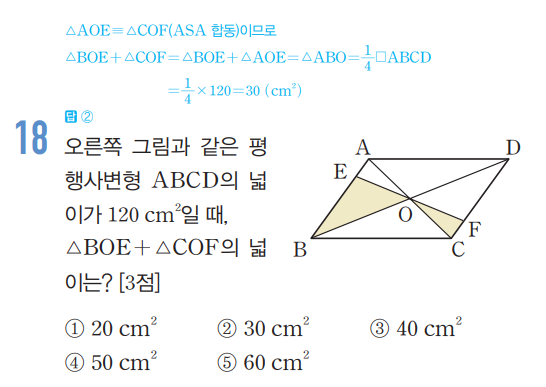 △AOE≡△COF(ASA 합동)이므로
△BOE+△COF=△BOE+△AOE=△ABO=1/4□ABCD
=1/4×120=30 (cm²)
답 ②
18
오른쪽 그림과 같은 평
행사변형 ABCD의 넓
이가 120 cm²일 때,
△BOE+△COF의 넓
이는? [3점]
A
D
E
O
F
B
C
① 20 cm² ② 30 cm² ③ 40 cm²
④ 50 cm² ⑤ 60 cm²